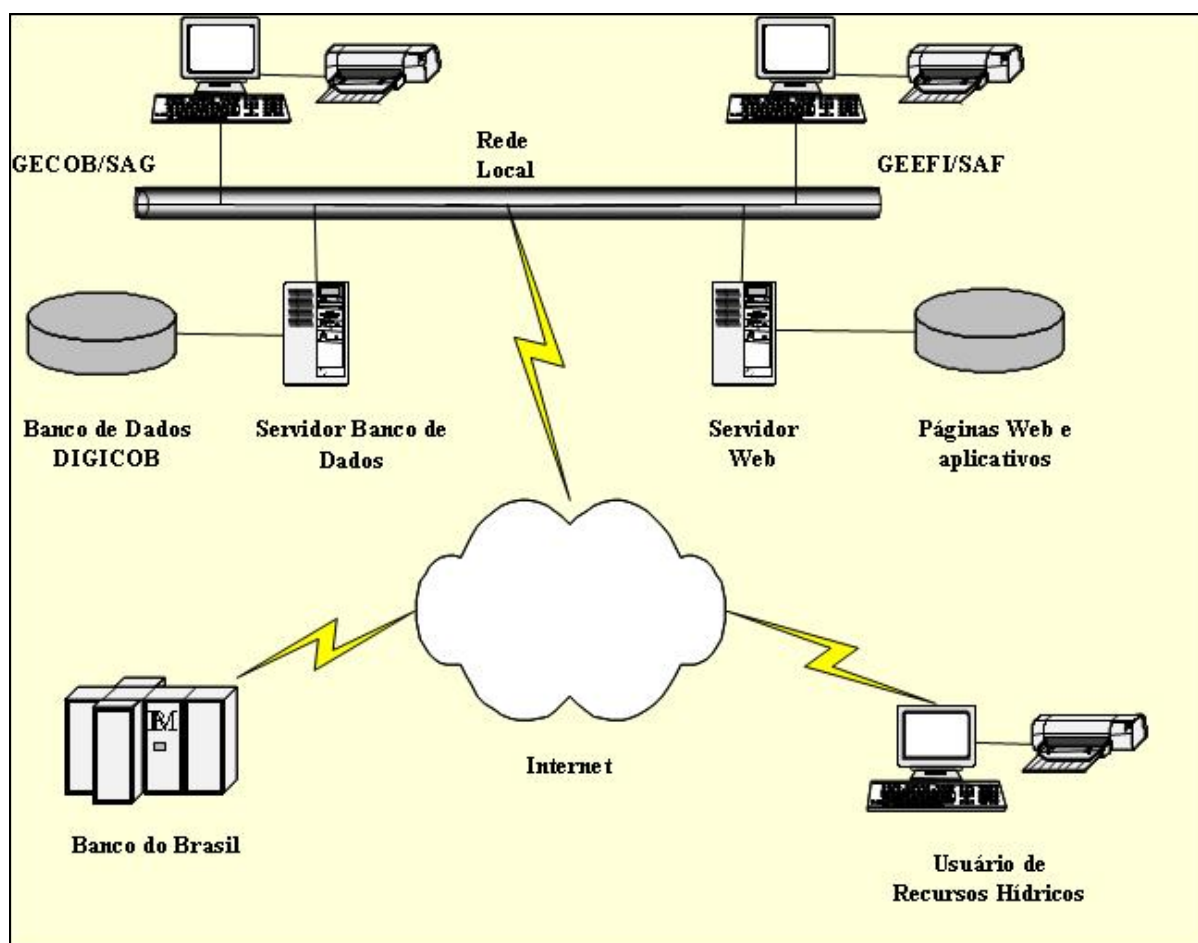 Rede
Local
GECOB/SAG
GEEFI/SAF
Banco de Dados
DIGICOB
Servidor Banco de
Dados
Servidor
Web
Páginas Web e
aplicativos
Internet
Banco do Brasil
Usuário de
Recursos Hídricos